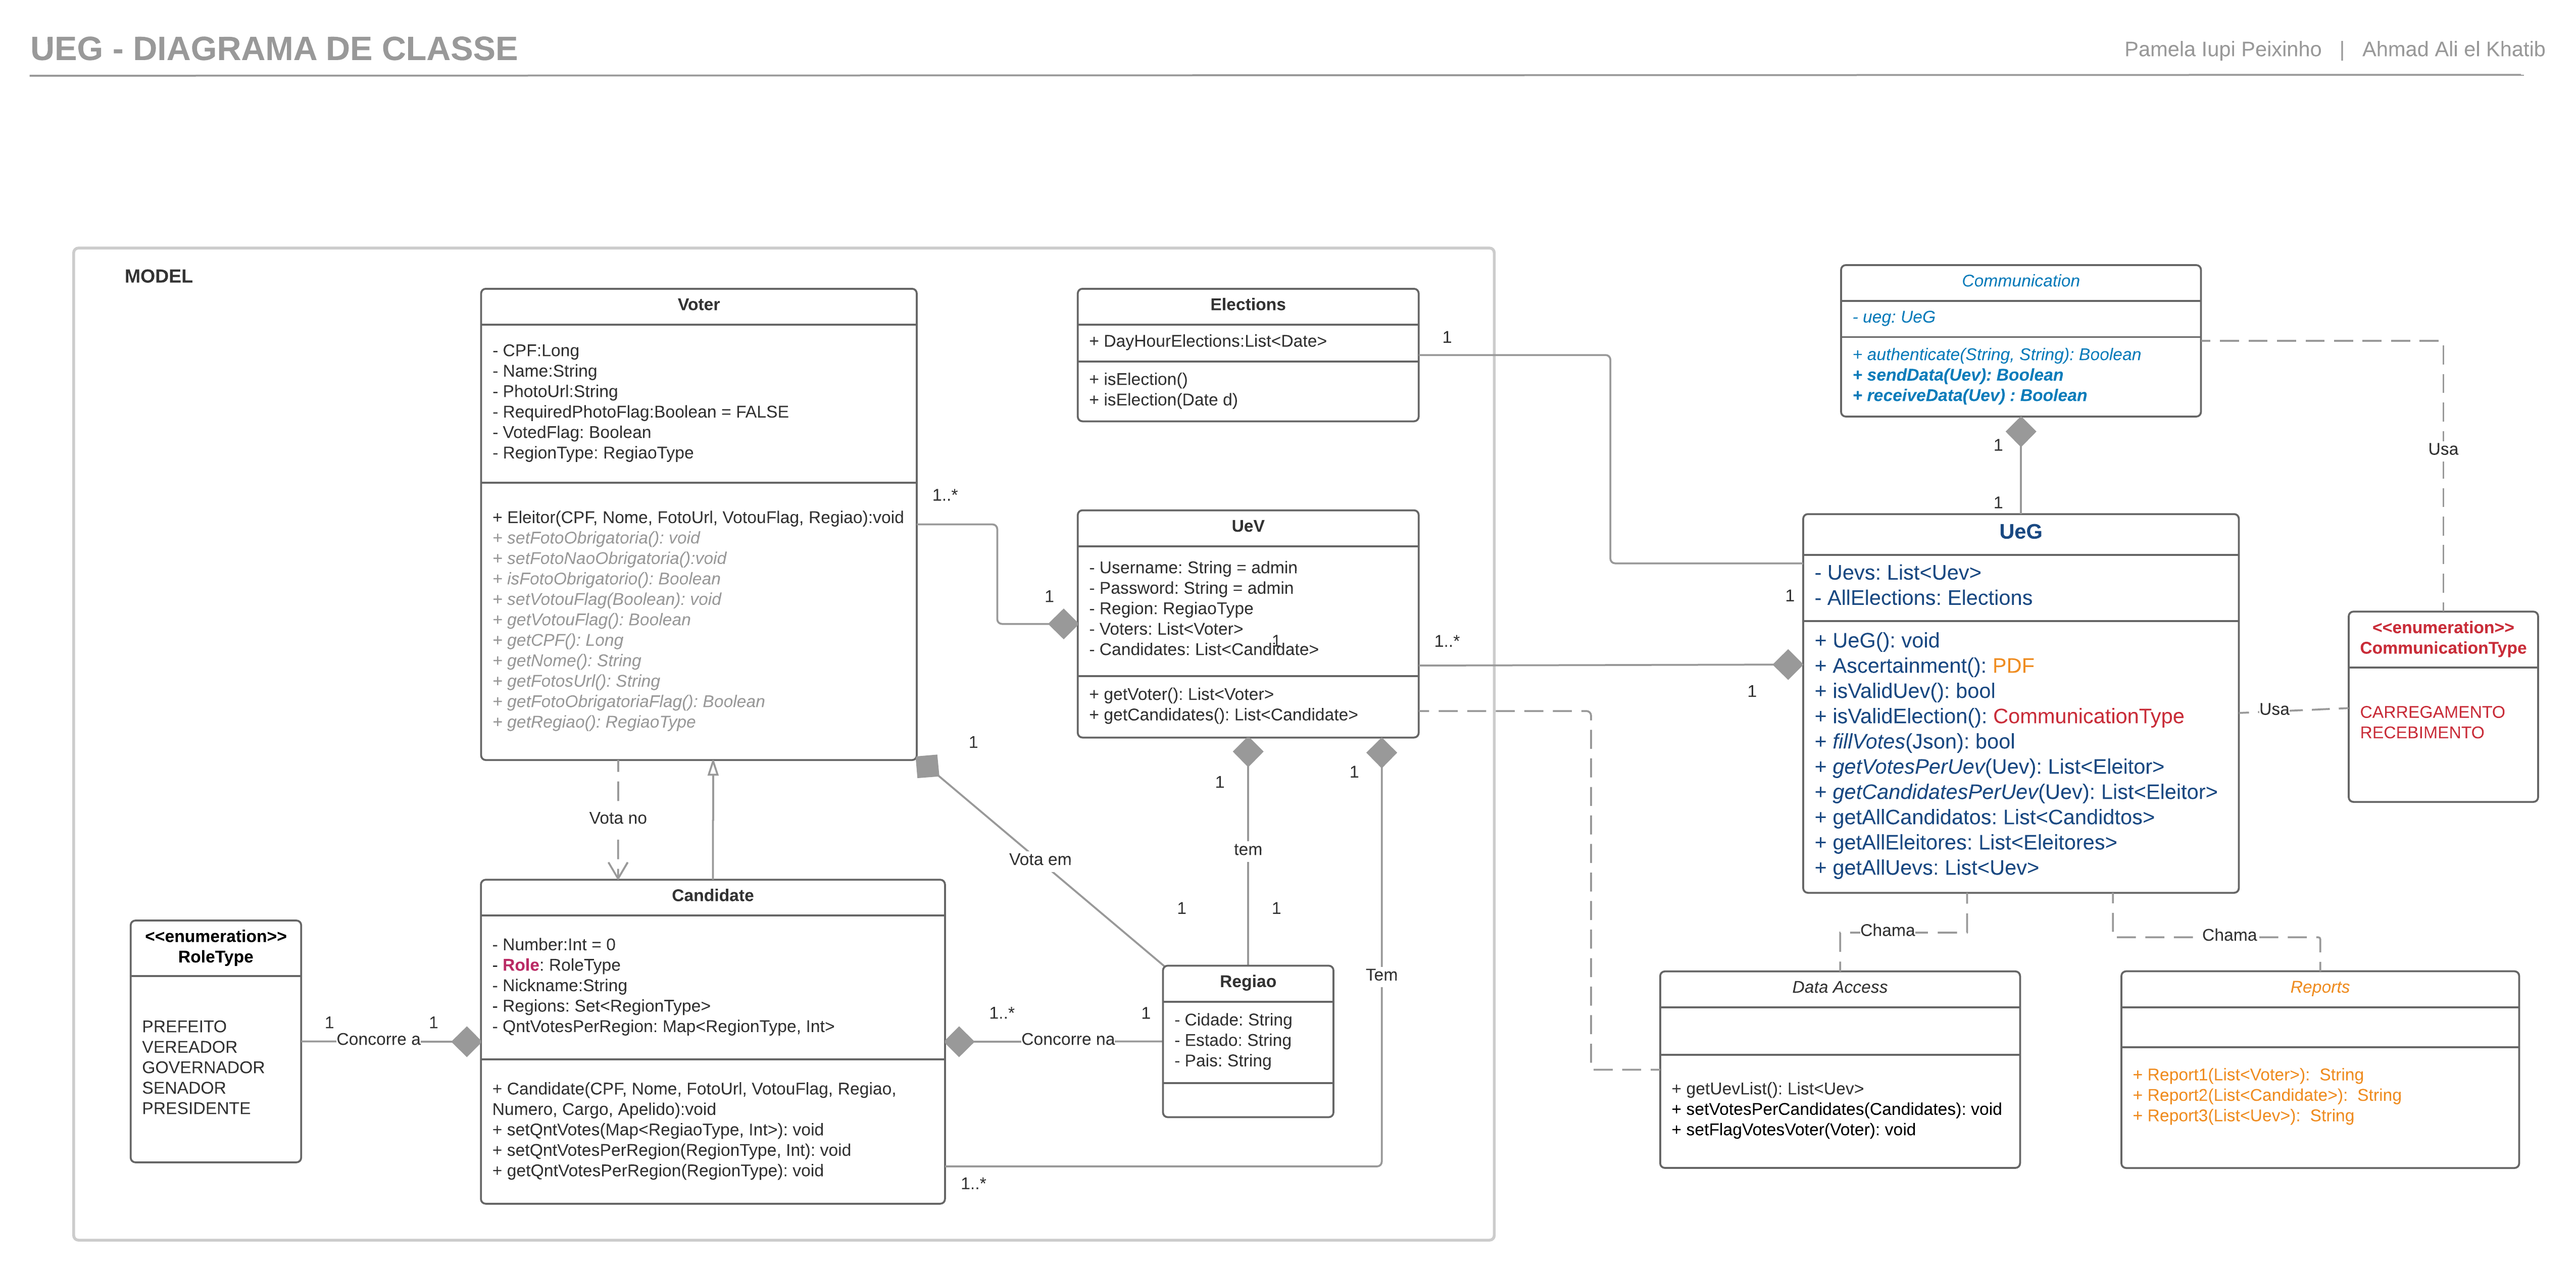 UEG - DIAGRAMA DE CLASSE
Pamela Iupi Peixinho | Ahmad Ali el Khatib
MODEL
Voter
- CPF:Long
- Name:String
- PhotoUrl:String
- RequiredPhotoFlag:Boolean = FALSE
- VotedFlag: Boolean
- RegionType: RegiaoType
+ Eleitor(CPF, Nome, FotoUrl, VotouFlag, Regiao):void
+ setFotoObrigatoria(): void
+ setFotoNaoObrigatoria():void
+ isFotoObrigatorio(): Boolean
+ setVotouFlag(Boolean): void
+ getVotouFlag(): Boolean
+ getCPF(): Long
+ getNome(): String
+ getFotosUrl(): String
+ getFotoObrigatoriaFlag(): Boolean
+ getRegiao(): RegiaoType
Elections
+ DayHourElections:List<Date>
+ isElection()
+ isElection(Date d)
1
1
1..*
1
UeV
- Username: String = admin
- Password: String = admin
- Region: RegiaoType
- Voters: List<Voter>
1
- Candidates: List<Candidate>
+ getVoter(): List<Voter>
+ getCandidates(): List<Candidate>
1..*
1
Communication
- ueg: UeG
+ authenticate(String, String): Boolean
+ sendData(Uev): Boolean
+ receiveData(Uev) : Boolean
1
1
Usa
UeG
- Uevs: List<Uev>
- AllElections: Elections
+ UeG(): void
+ Ascertainment(): PDF
+ isValidUev(): bool
+ isValidElection(): CommunicationType
+ fillVotes(Json): bool
+ getVotesPerUev(Uev): List<Eleitor>
+ getCandidatesPerUev(Uev): List<Eleitor>
+ getAllCandidatos: List<Candidtos>
+ getAllEleitores: List<Eleitores>
+ getAllUevs: List<Uev>
Usa
<<enumeration>>
CommunicationType
CARREGAMENTO
RECEBIMENTO
Vota no
1
Vota em
1
tem
1
1
1
Tem
<<enumeration>>
RoleType
PREFEITO
VEREADOR
GOVERNADOR
SENADOR
PRESIDENTE
1
Concorre a
1
Candidate
- Number:Int = 0
- Role: RoleType
- Nickname:String
- Regions: Set<RegionType>
- QntVotesPerRegion: Map<RegionType, Int>
+ Candidate(CPF, Nome, FotoUrl, VotouFlag, Regiao,
Numero, Cargo, Apelido):void
+ setQntVotes(Map<RegiaoType, Int>): void
+ setQntVotesPerRegion(RegionType, Int): void
+ getQntVotesPerRegion(RegionType): void
1..*
Concorre na
1
1..*
Regiao
- Cidade: String
- Estado: String
- Pais: String
Chama
Chama
Data Access
+ getUevList(): List<Uev>
+ setVotesPerCandidates(Candidates): void
+ setFlagVotesVoter(Voter): void
Reports
+ Report1(List<Voter>): String
+ Report2(List<Candidate>): String
+ Report3(List<Uev>): String